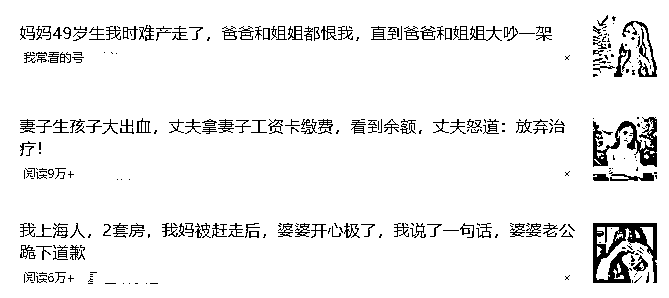 妈妈49岁生我时难产走了，爸爸和姐姐都恨我，直到爸爸和姐姐大吵一架
我常看的号
×
妻子生孩子大出血，丈夫拿妻子工资卡缴费，看到余额，丈夫怒道：放弃治
疗！
阅读9万+
×
我上海人，2套房，我妈被赶走后，婆婆开心极了，我说了一句话，婆婆老公
跪下道歉
阅读6万+
×